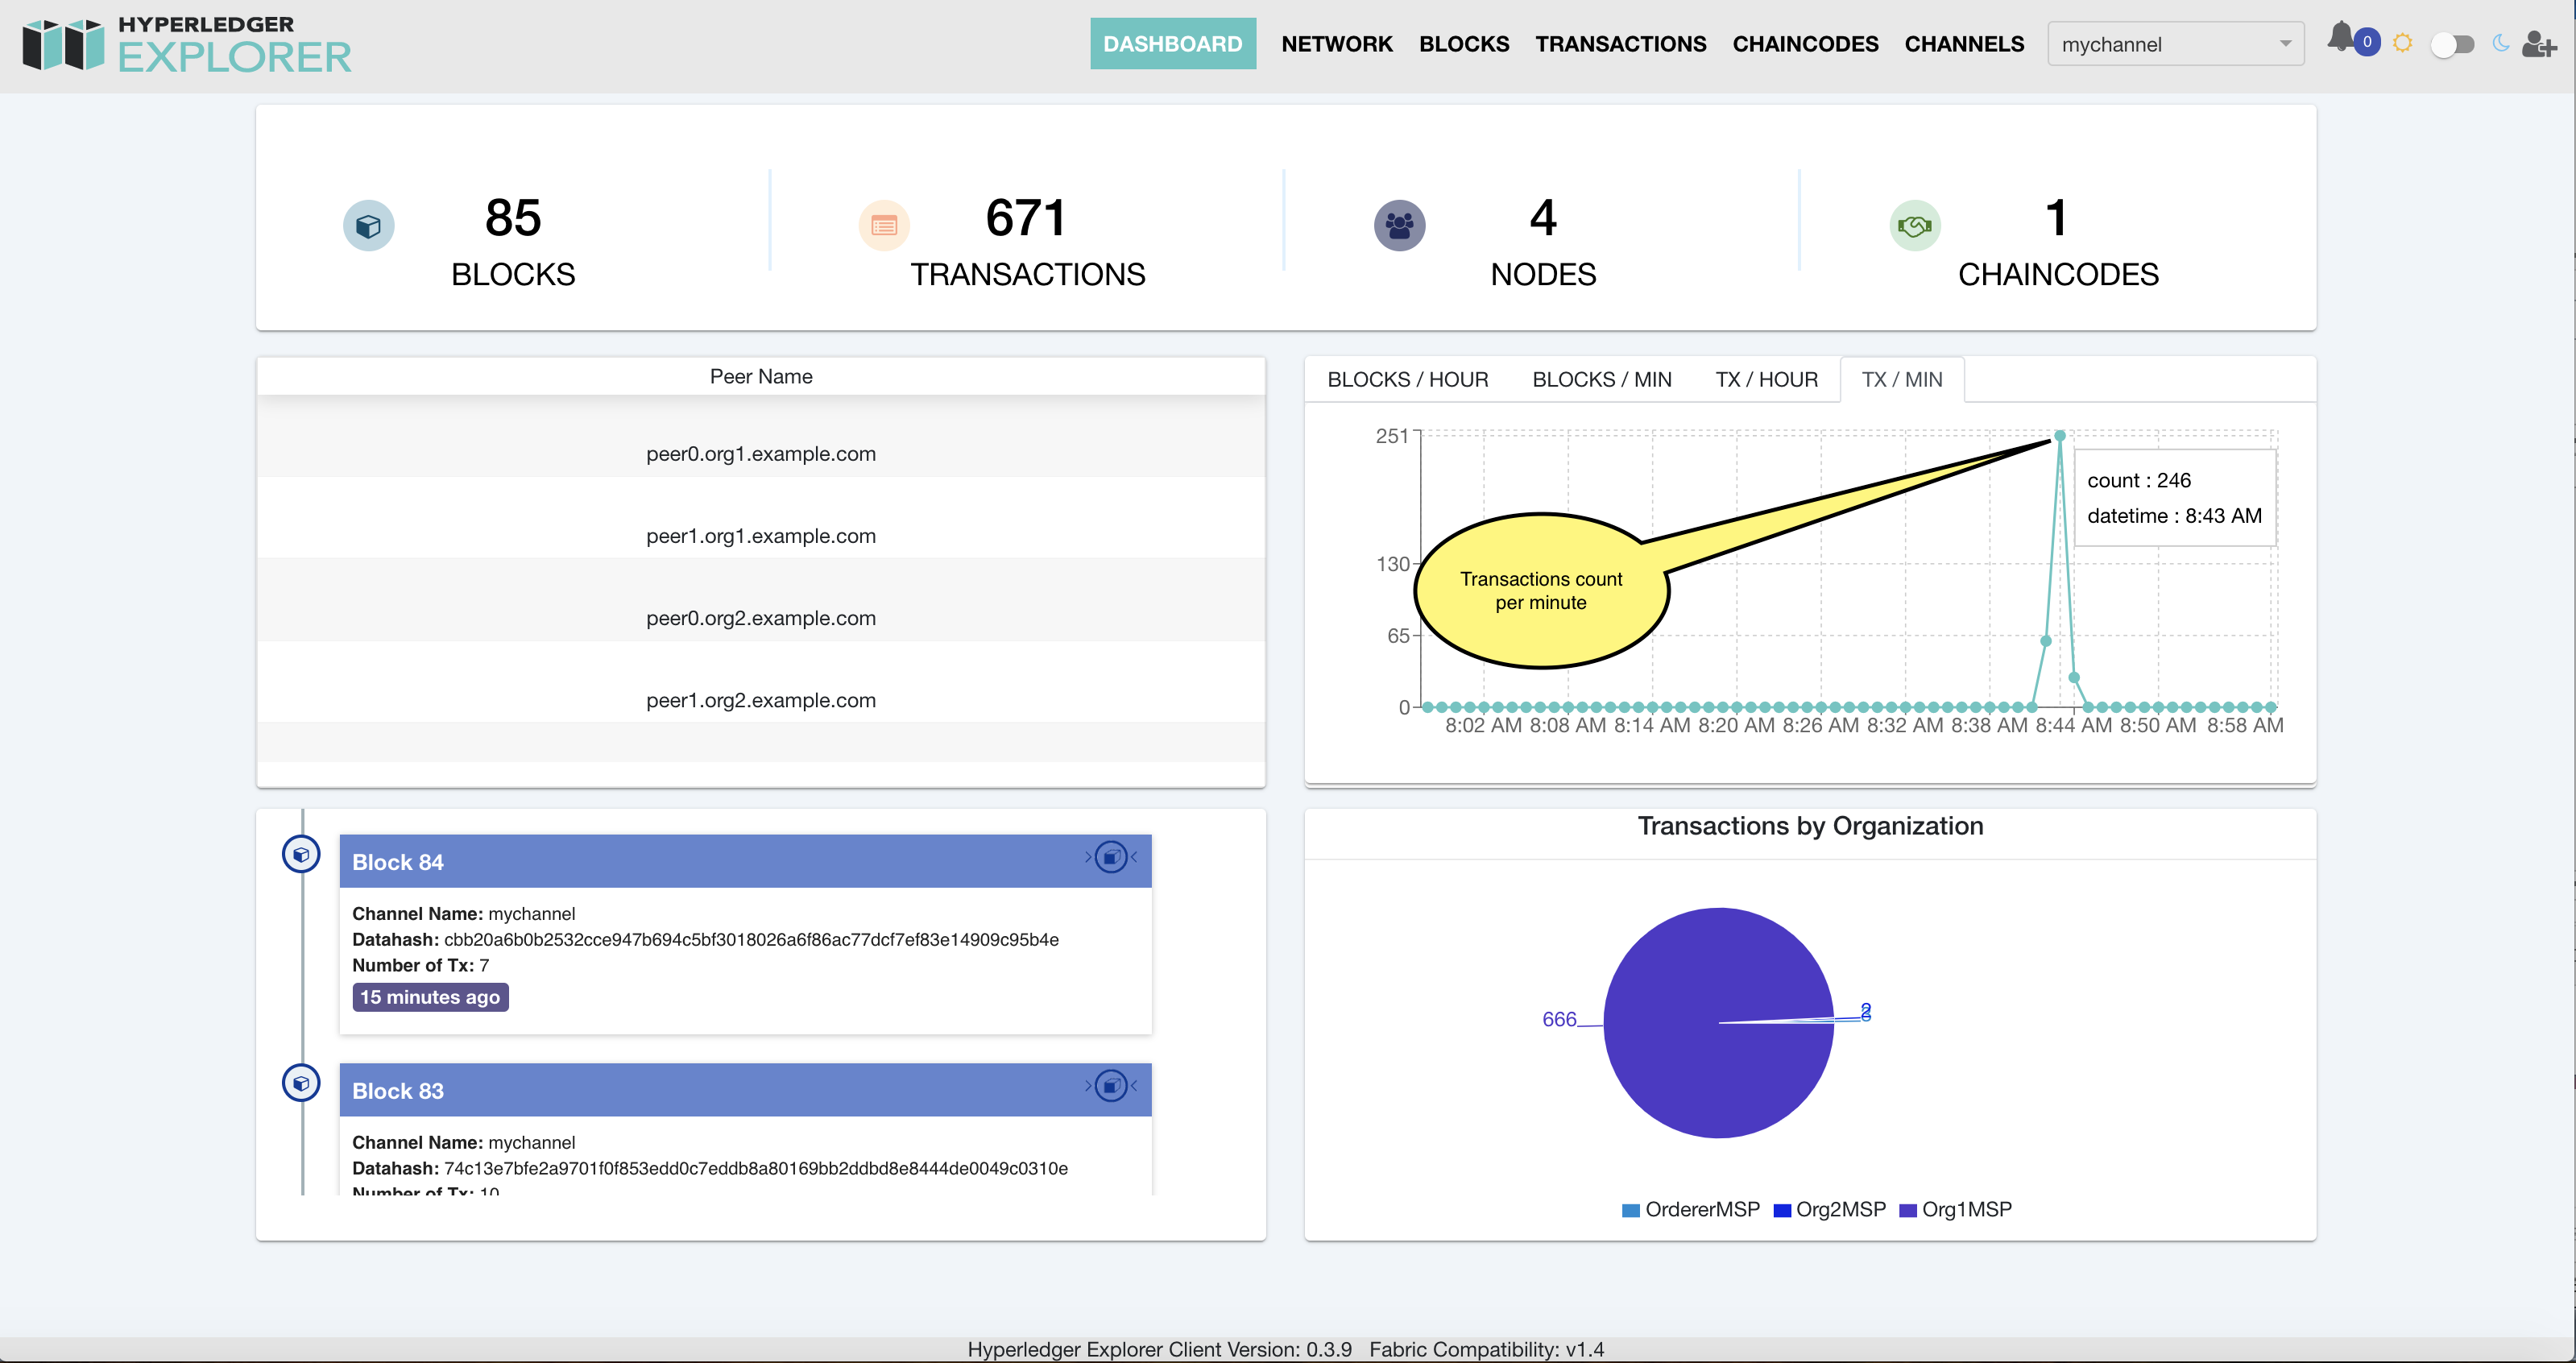 HYPERLEDGER
EXPLORER
DASHBOARD NETWORK BLOCKS TRANSACTIONS CHAINCODES CHANNELS mychannel 0
85
BLOCKS
671
TRANSACTIONS
4
NODES
1
CHAINCODES
Peer Name
peer0.org1.example.com
peer1.org1.example.com
peer0.org2.example.com
peer1.org2.example.com
BLOCKS / HOUR BLOCKS / MIN TX / HOUR TX / MIN
251
130
65
0
count : 246
datetime : 8:43 AM
Transactions count
per minute
8:02 AM 8:08 AM 8:14 AM 8:20 AM 8:26 AM 8:32 AM 8:38 AM 8:44 AM 8:50 AM 8:58 AM
Block 84
Channel Name: mychannel
Datahash: cbb20a6b0b2532cce947b694c5bf3018026a6f86ac77dcf7ef83e14909c95b4e
Number of Tx: 7
15 minutes ago
Block 83
Channel Name: mychannel
Datahash: 74c13e7bfe2a9701f0f853edd0c7eddb8a80169bb2ddbd8e8444de0049c0310e
Number of Tx: 10
Transactions by Organization
666
2
3
OrdererMSP Org2MSP Org1MSP
Hyperledger Explorer Client Version: 0.3.9 Fabric Compatibility: v1.4